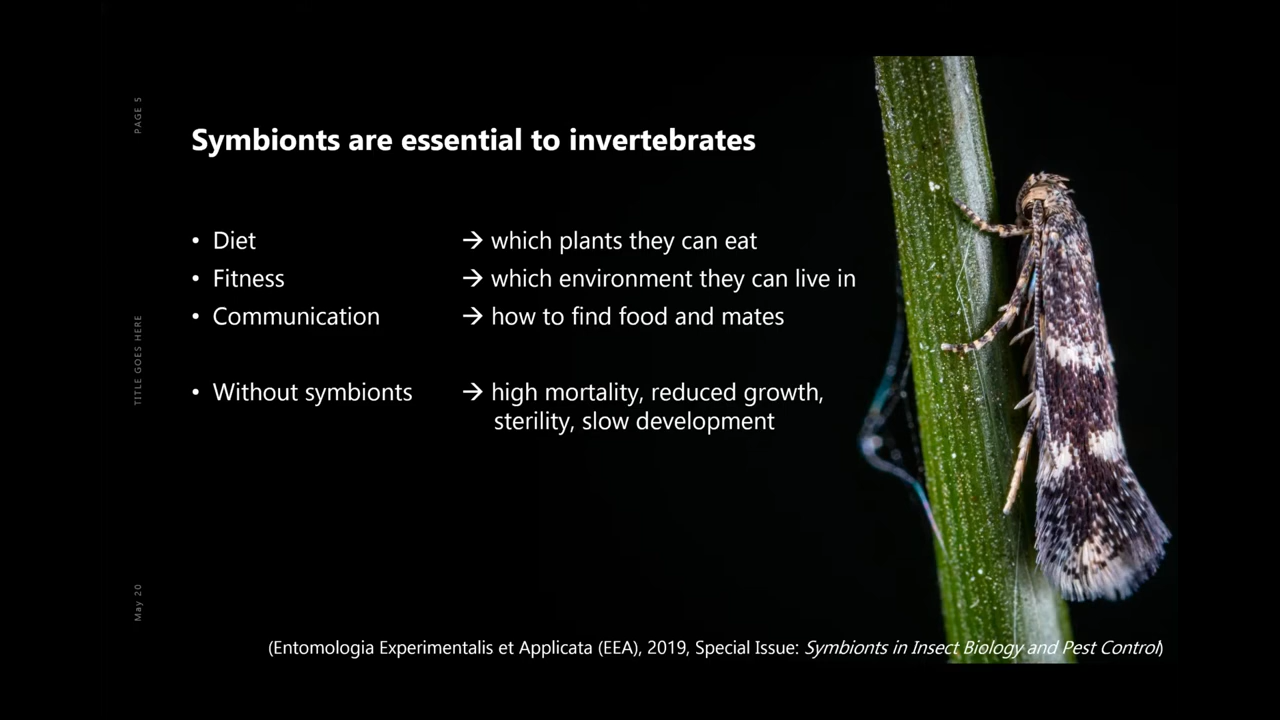 PAGE 5
TITLE GOES HERE
May 20
Symbionts are essential to invertebrates
• Diet → which plants they can eat
• Fitness → which environment they can live in
• Communication → how to find food and mates
• Without symbionts → high mortality, reduced growth,
sterility, slow development
(Entomologia Experimentalis et Applicata (EEA), 2019, Special Issue: Symbionts in Insect Biology and Pest Control)